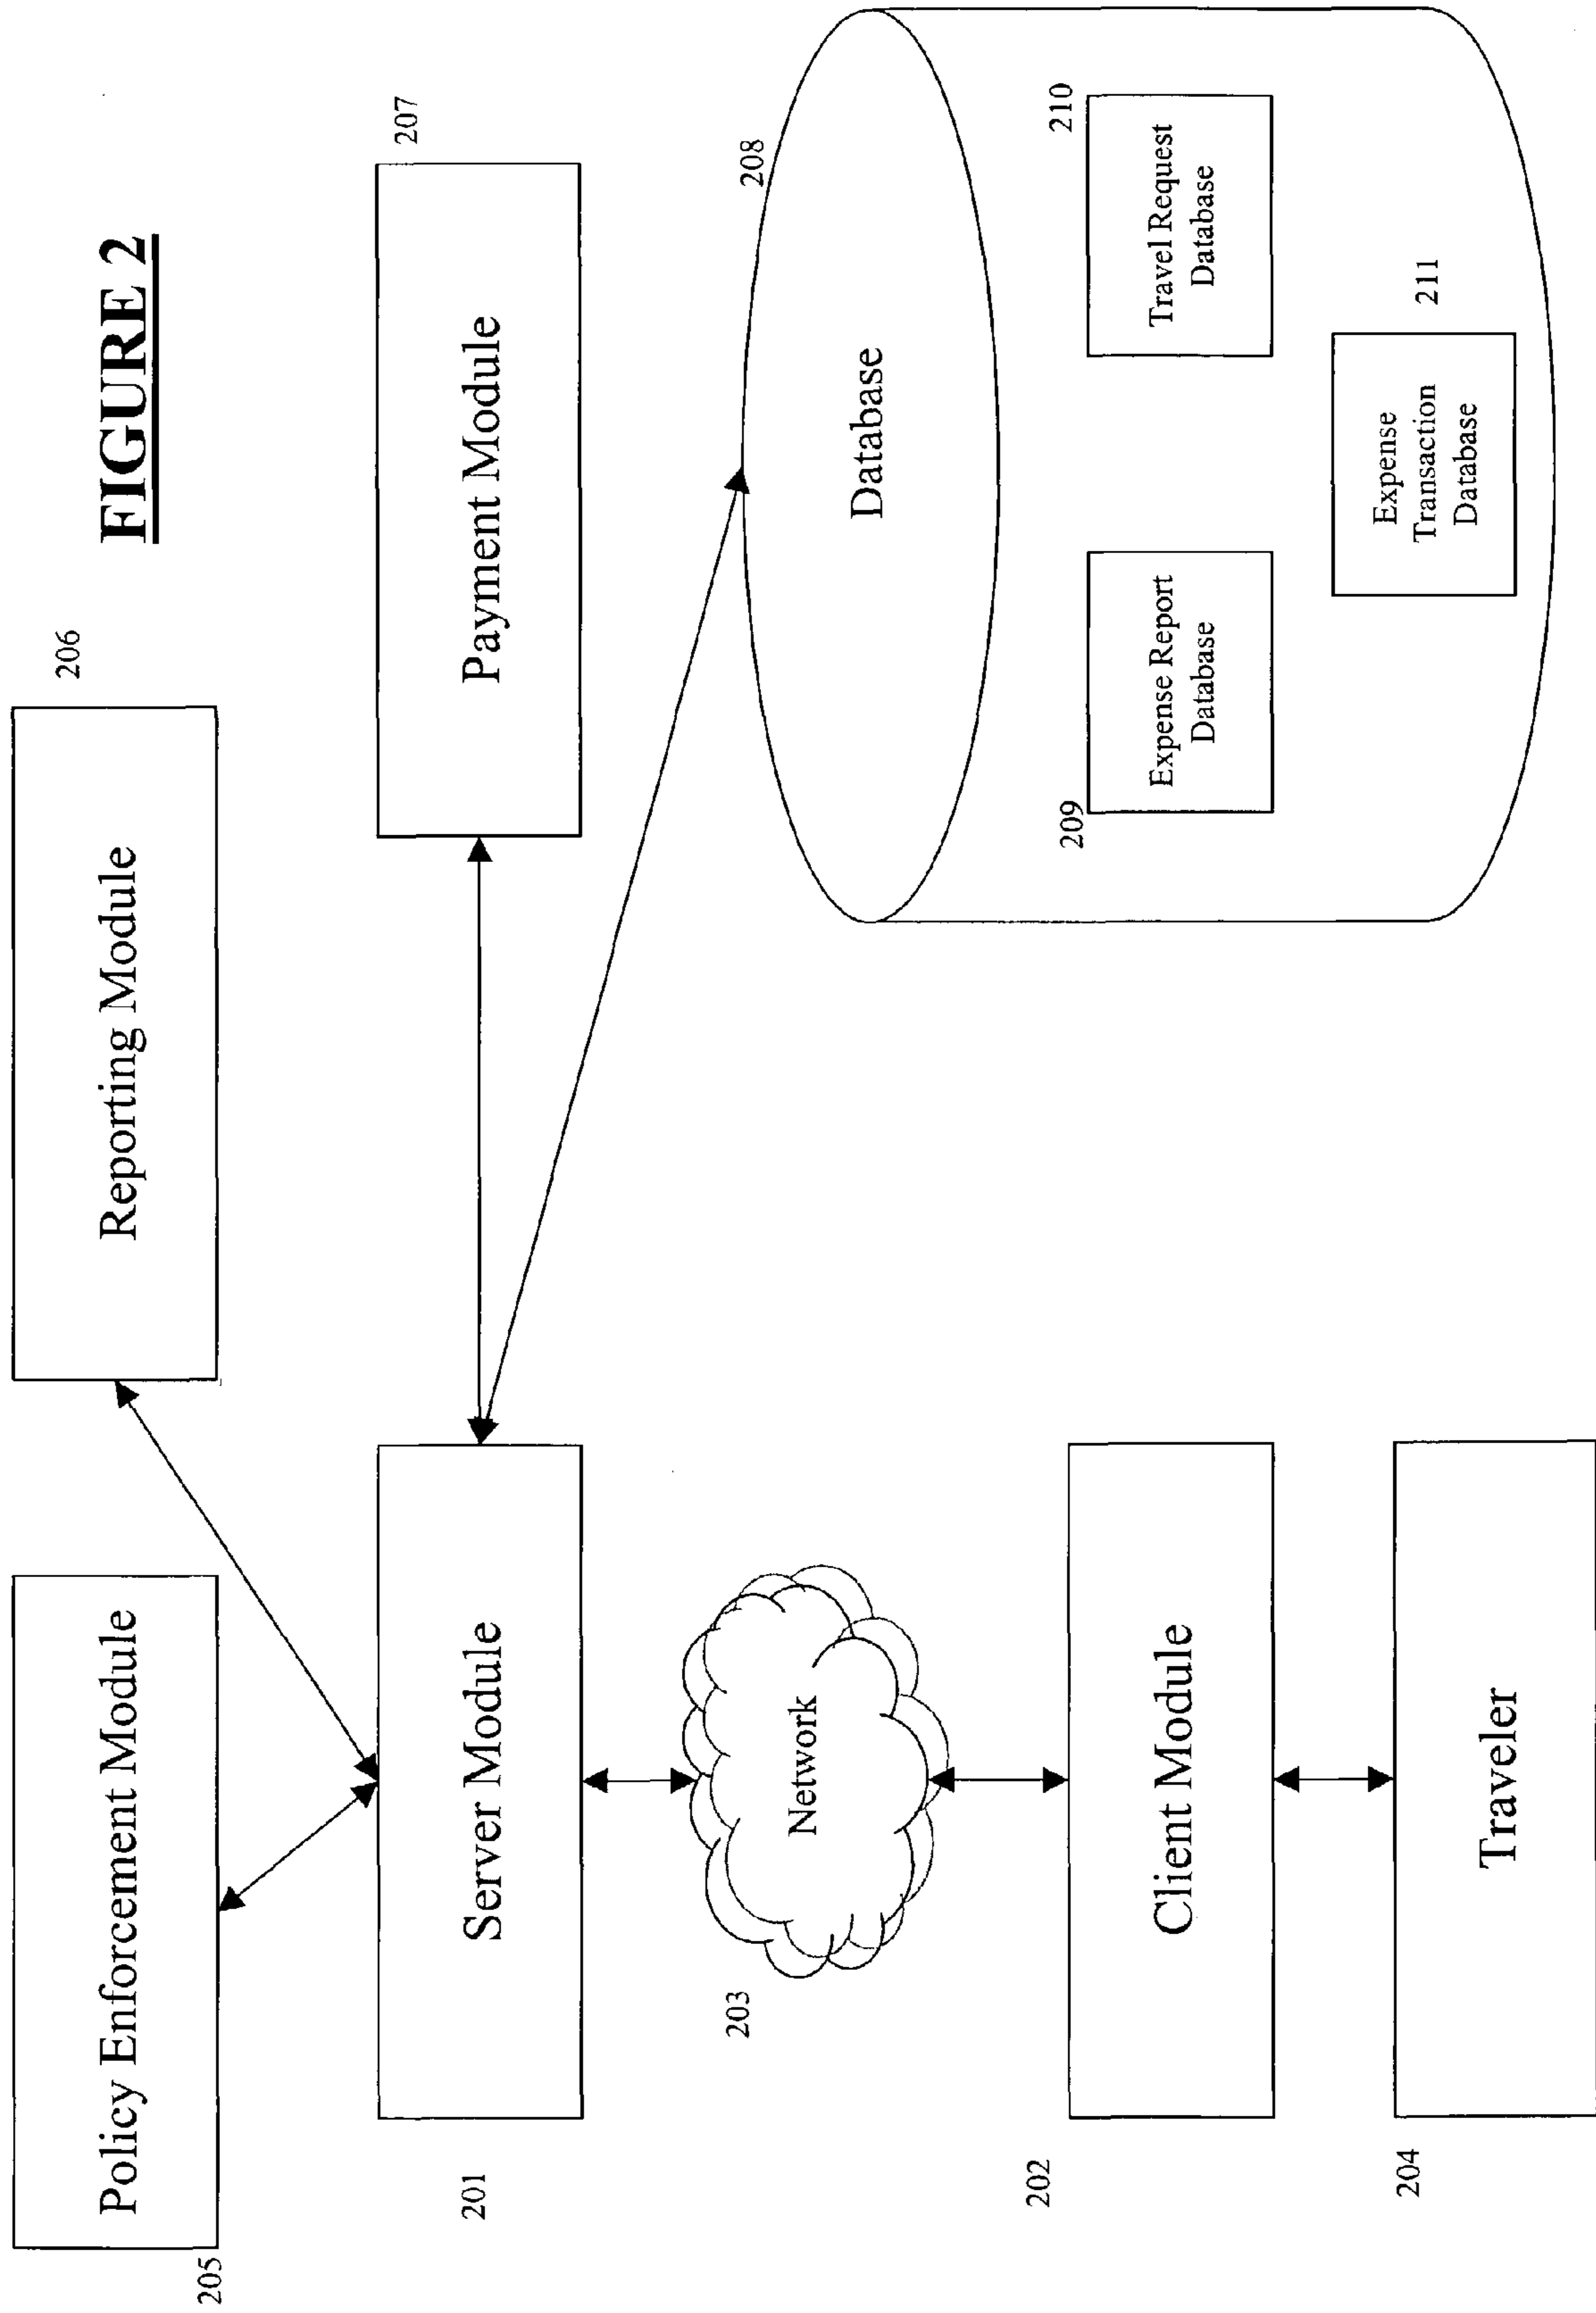 FIGURE 2
206
Policy Enforcement Module
Reporting Module
205
207
Server Module
Payment Module
201
208
Network
203
Database
210
209
Expense Report
Database
Travel Request
Database
202
Client Module
211
Expense
Transaction
Database
204
Traveler